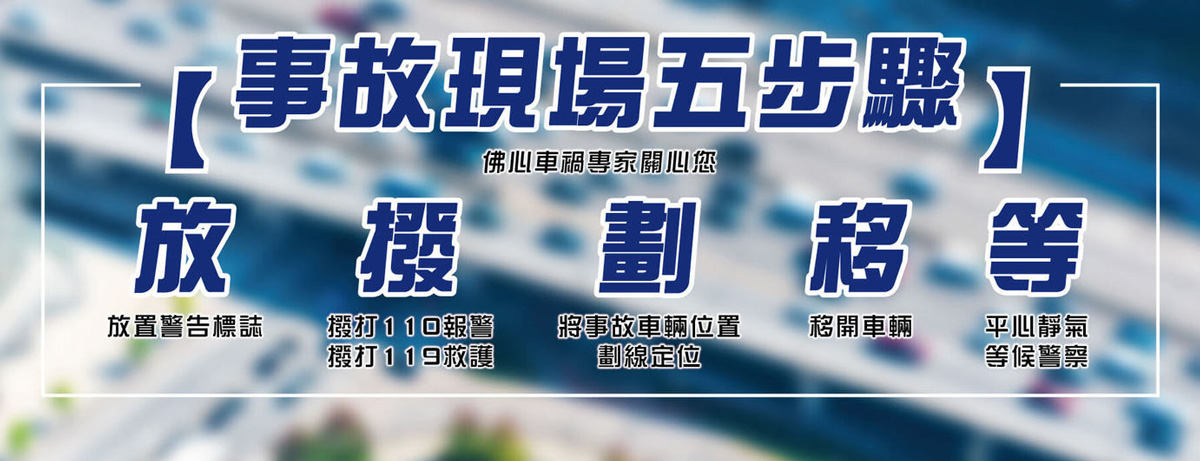 【事故現場五步驟】
佛心車禍專家關心您
放 撥 劃 移 等
放置警告標誌
撥打110報警
撥打119救護
將事故車輛位置
劃線定位
移開車輛
平心靜氣
等候警察